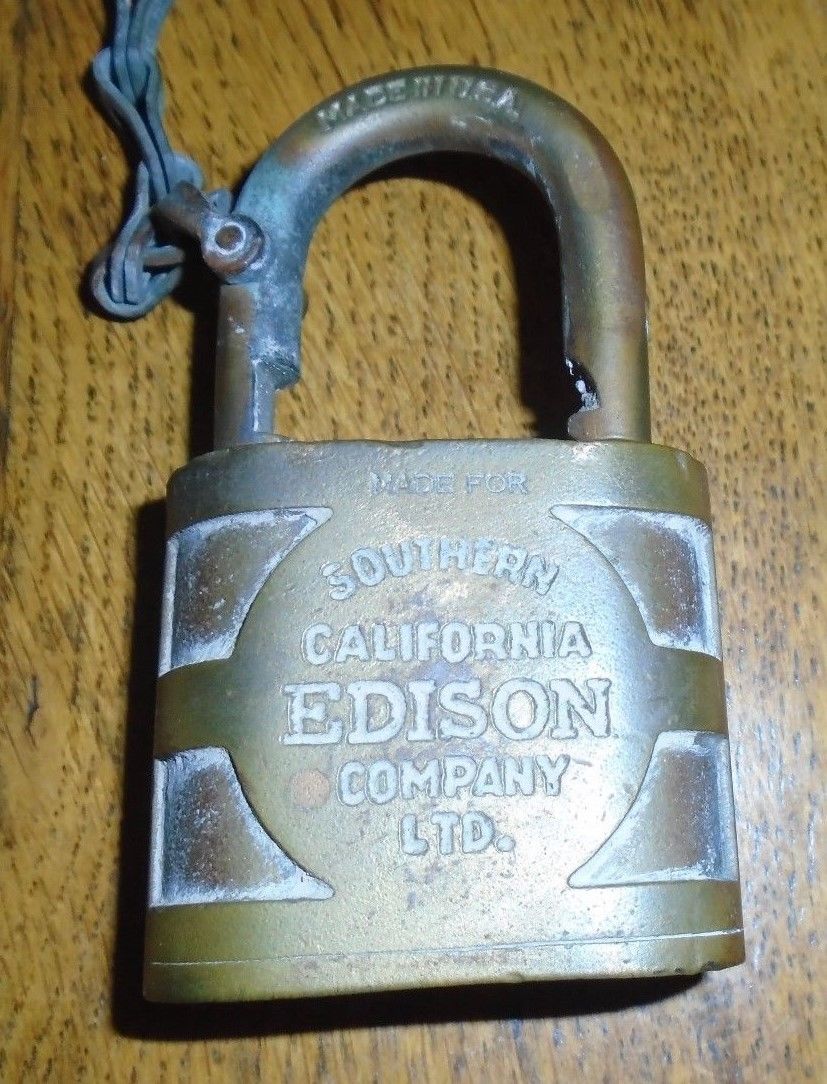 MADE IN U.S.A.
MADE FOR
SOUTHERN
CALIFORNIA
EDISON
COMPANY
LTD.